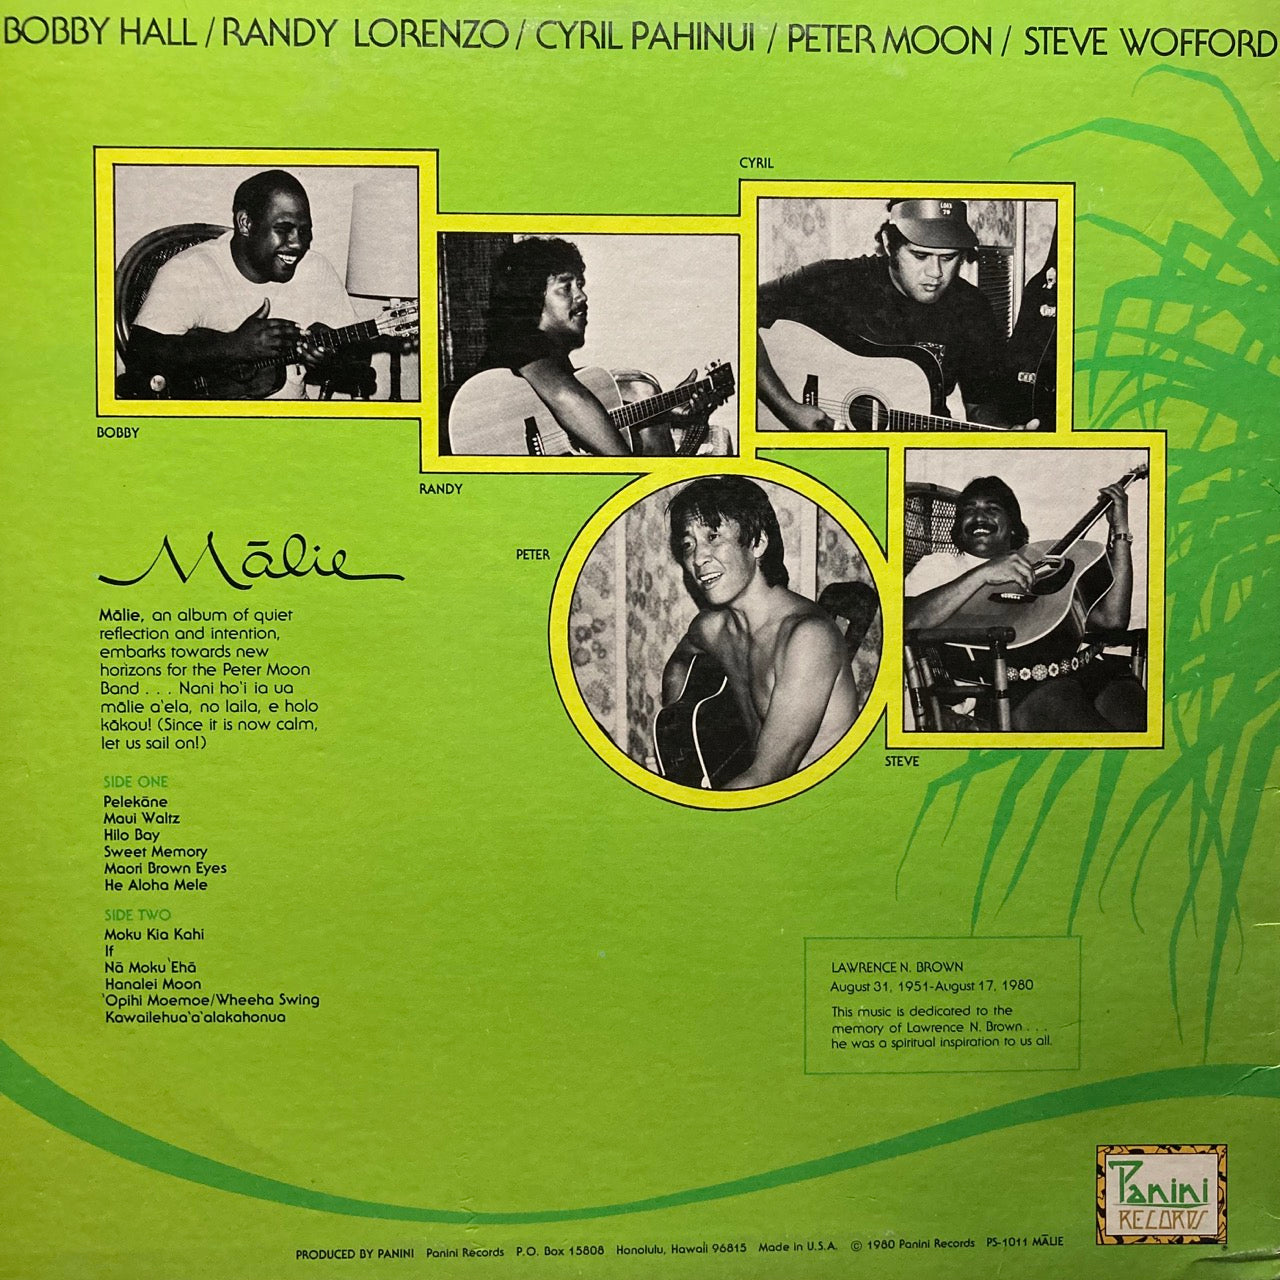 BOBBY HALL / RANDY LORENZO / CYRIL PAHINUI / PETER MOON / STEVE WOFFORD
CYRIL
LOEX
78
BOBBY
RANDY
PETER
STEVE
Mālie
Mālie, an album of quiet
reflection and intention,
embarks towards new
horizons for the Peter Moon
Band . . . Nani ho'i ia ua
mālie a'ela, no laila, e holo
kākou! (Since it is now calm,
let us sail on!)
SIDE ONE
Pelekāne
Maui Waltz
Hilo Bay
Sweet Memory
Maori Brown Eyes
He Aloha Mele
SIDE TWO
Moku Kia Kahi
If
Nā Moku 'Ehā
Hanalei Moon
'Opihi Moemoe/Wheeha Swing
Kawailehua'a'alakahonua
LAWRENCE N. BROWN
August 31, 1951-August 17, 1980
This music is dedicated to the
memory of Lawrence N. Brown . . .
he was a spiritual inspiration to us all.
Panini
RECORDS
PRODUCED BY PANINI Panini Records P.O. Box 15808 Honolulu, Hawaii 96815 Made in U.S.A. © 1980 Panini Records PS-1011 MĀLIE